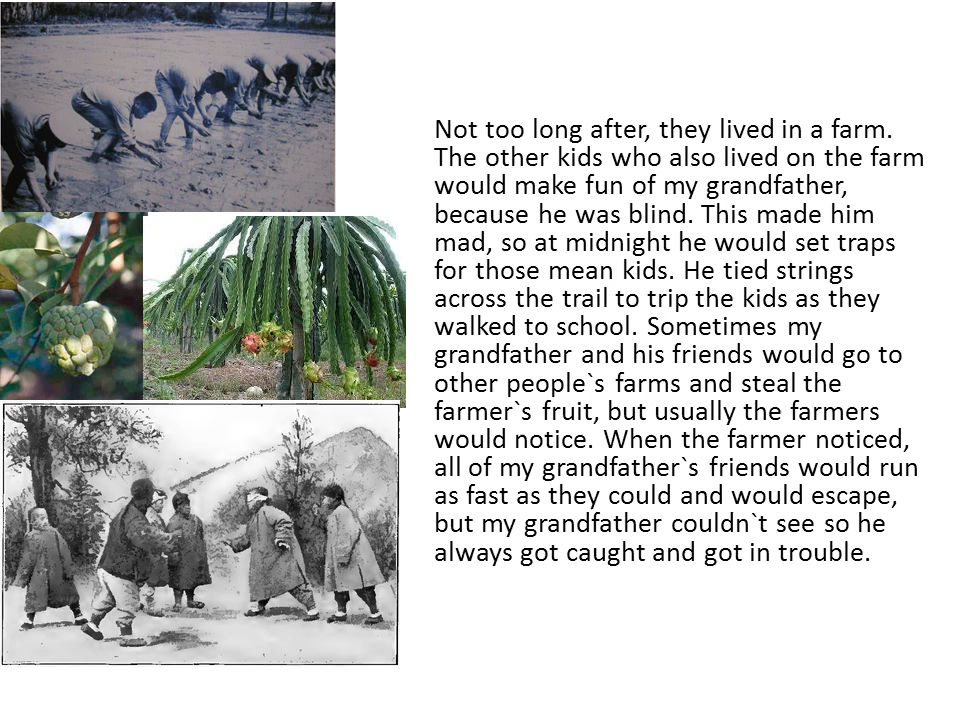 Not too long after, they lived in a farm.
The other kids who also lived on the farm
would make fun of my grandfather,
because he was blind. This made him
mad, so at midnight he would set traps
for those mean kids. He tied strings
across the trail to trip the kids as they
walked to school. Sometimes my
grandfather and his friends would go to
other people`s farms and steal the
farmer`s fruit, but usually the farmers
would notice. When the farmer noticed,
all of my grandfather`s friends would run
as fast as they could and would escape,
but my grandfather couldn`t see so he
always got caught and got in trouble.